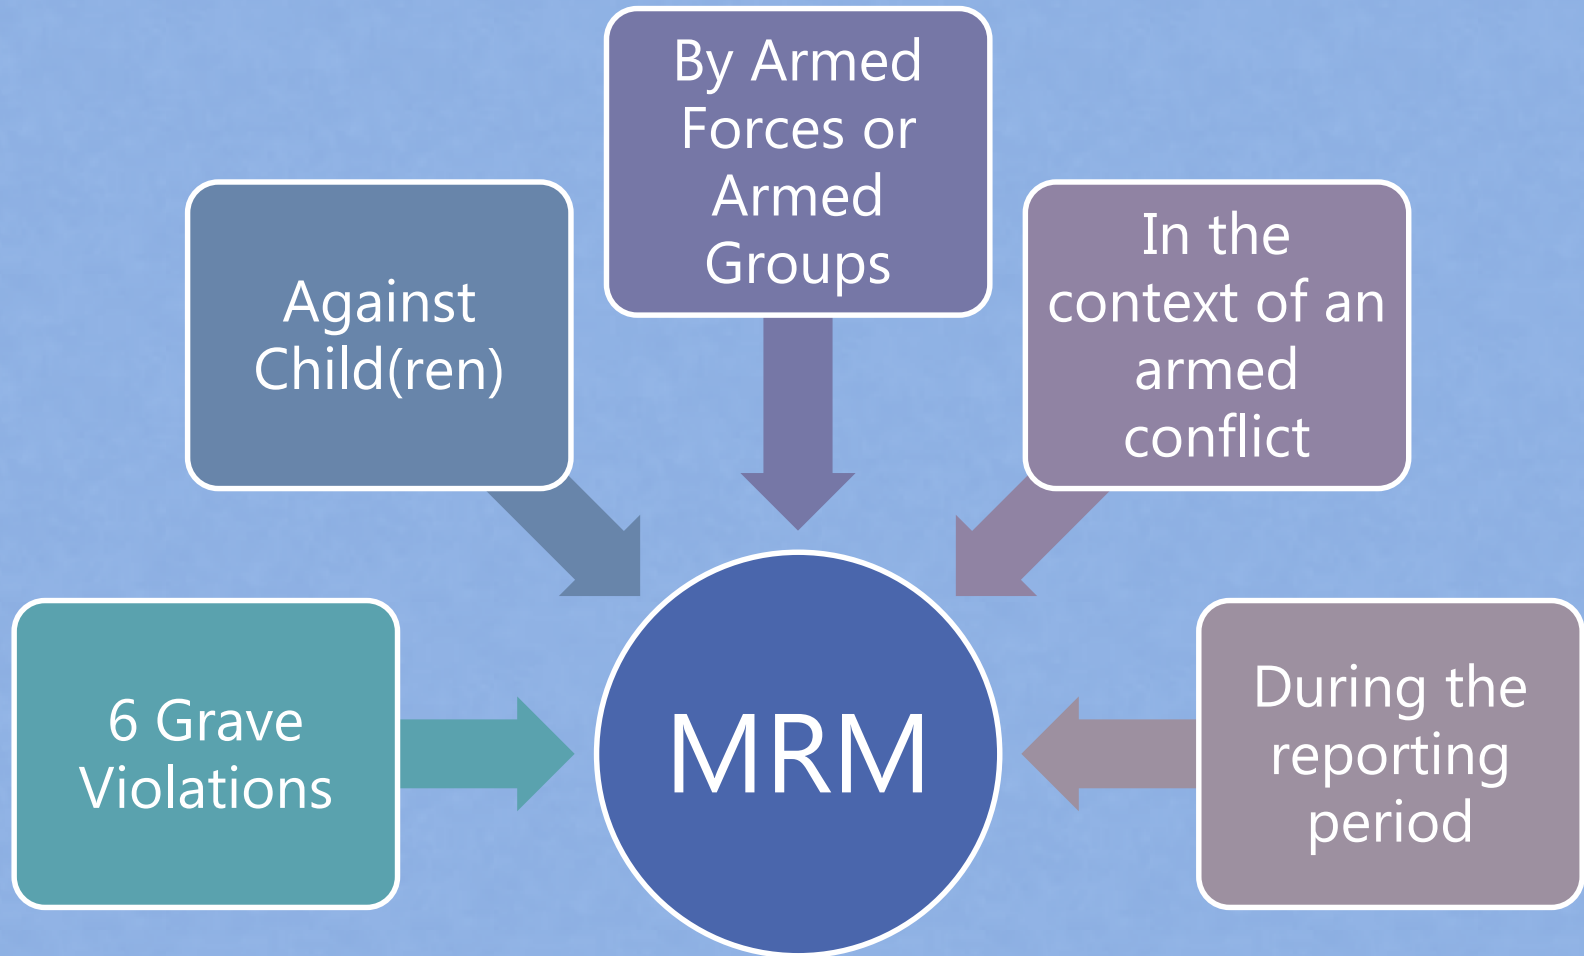 6 Grave
Violations
Against
Child(ren)
By Armed
Forces or
Armed
Groups
In the
context of an
armed
conflict
During the
reporting
period
MRM